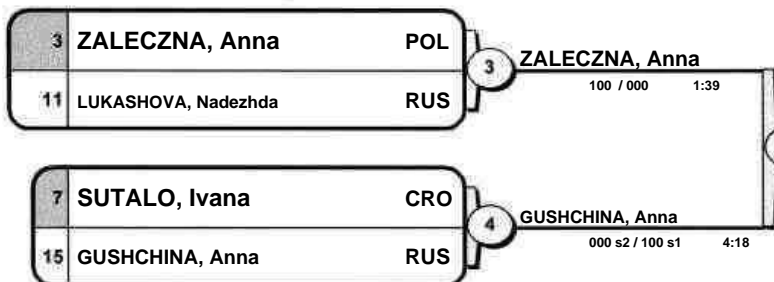 3 ZALECZNA, Anna POL
11 LUKASHOVA, Nadezhda RUS
3
ZALECZNA, Anna
100 / 000 1:39
7 SUTALO, Ivana CRO
15 GUSHCHINA, Anna RUS
4
GUSHCHINA, Anna
000 s2 / 100 s1 4:18